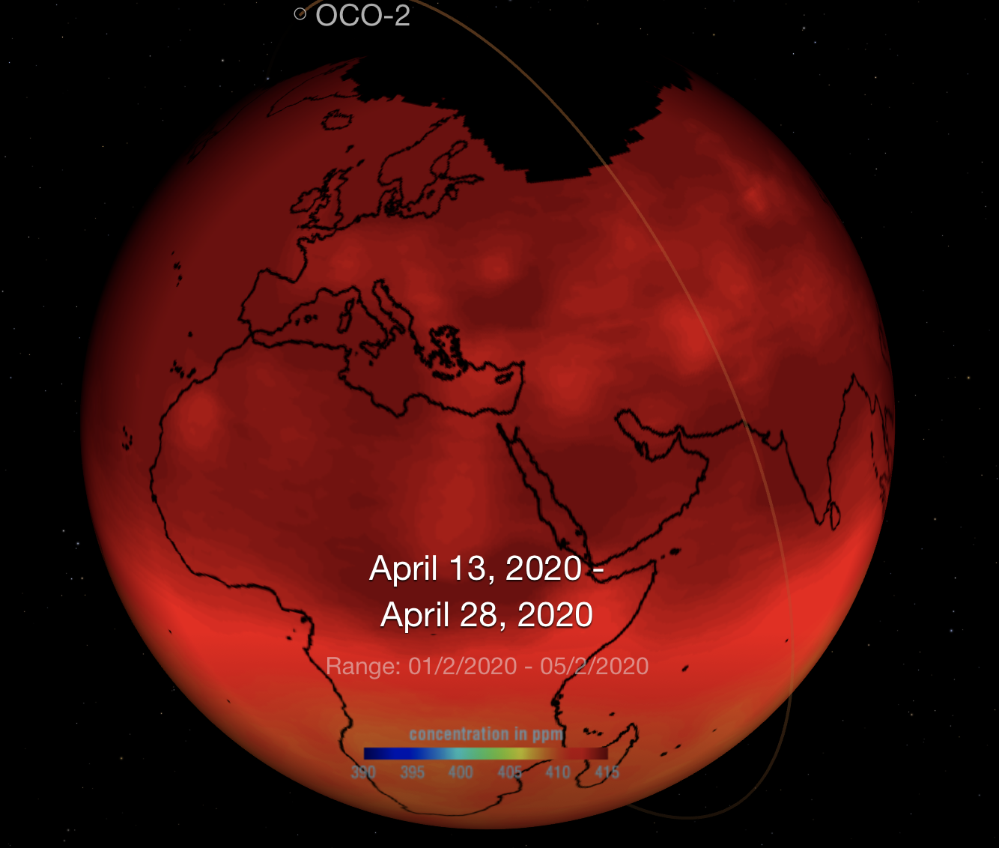 OCO-2
April 13, 2020 -
April 28, 2020
Range: 01/2/2020 - 05/2/2020
concentration in ppm
390 395 400 405 410 415